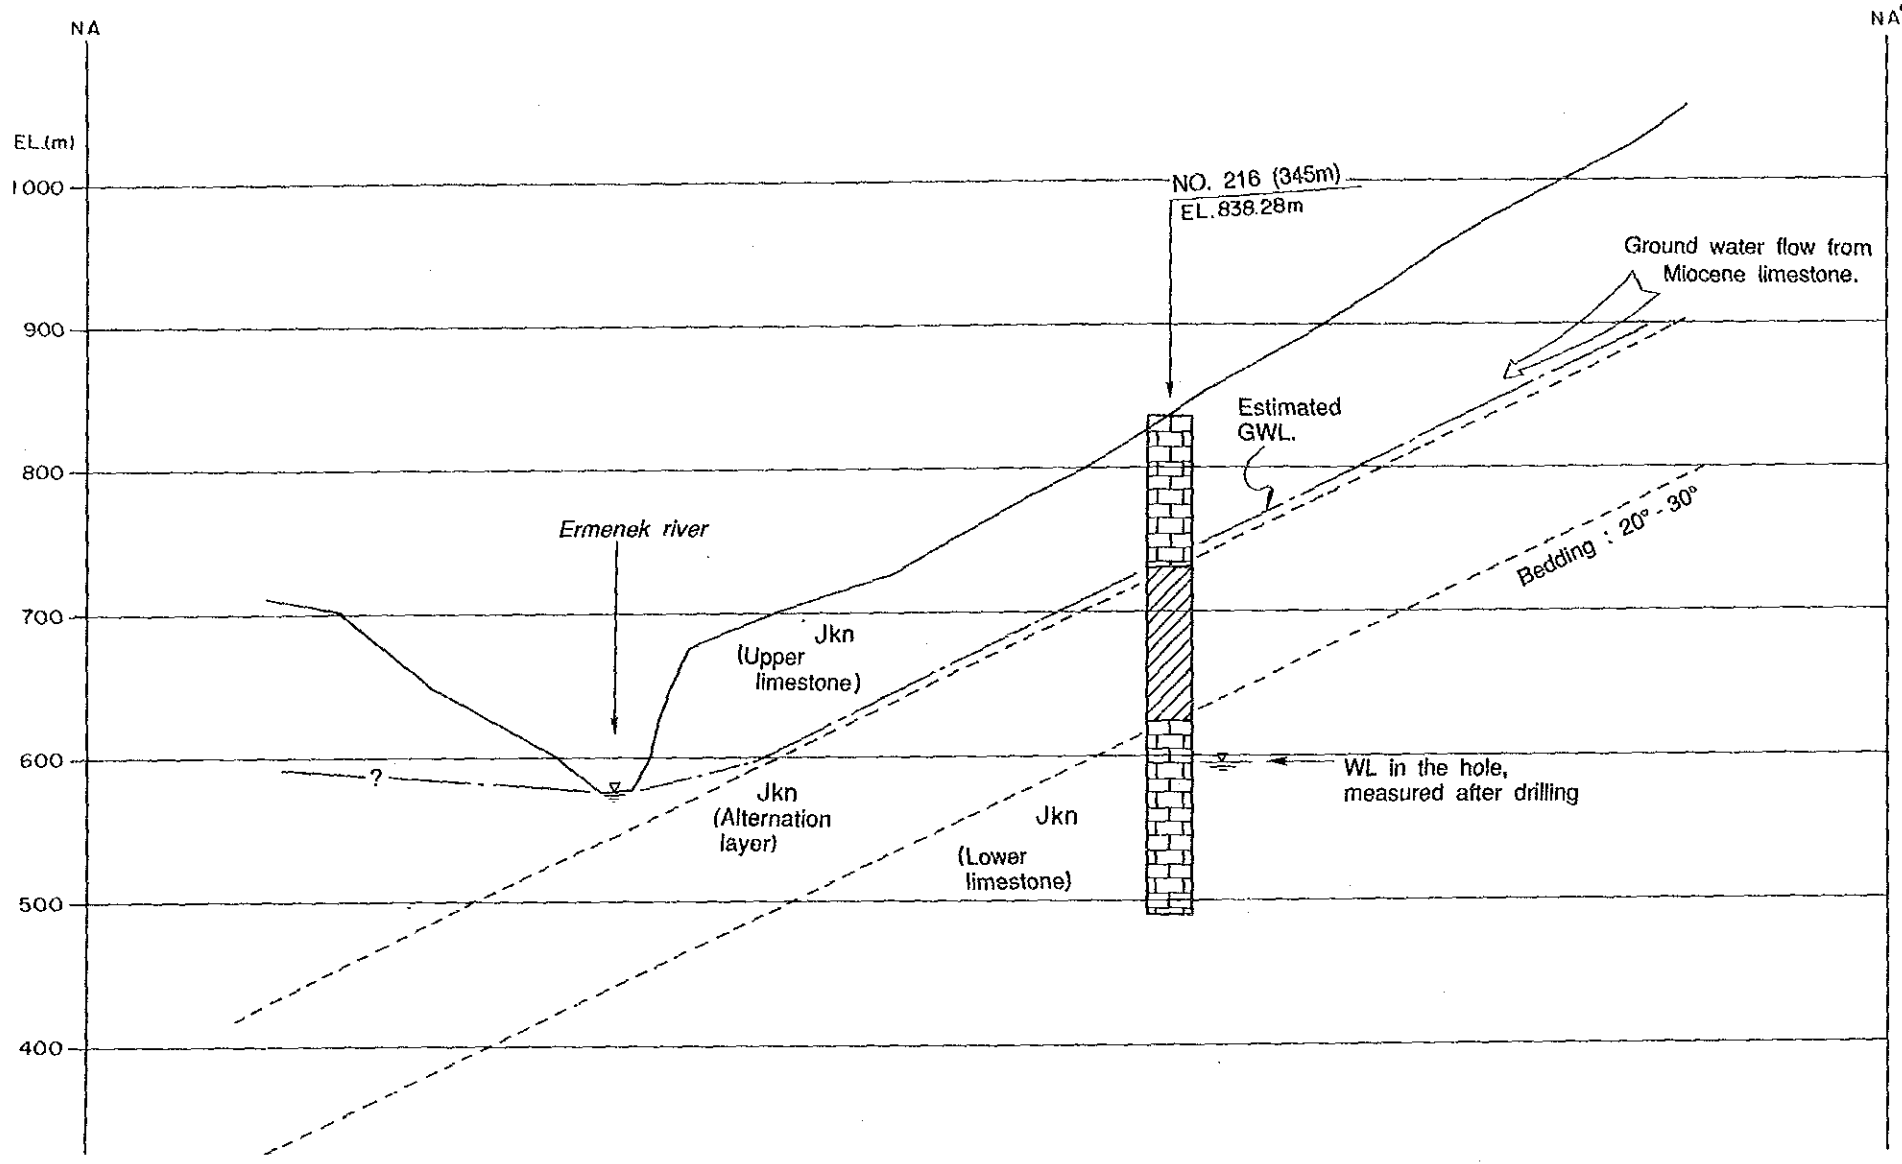 NA
NA'
EL.(m)
1000
NO. 216 (345m)
EL.838.28m
Ground water flow from
Miocene limestone.
900
Estimated
GWL.
800
Bedding : 20° - 30°
Ermenek river
700
Jkn
(Upper
limestone)
600
?
WL in the hole,
measured after drilling
Jkn
(Alternation
layer)
Jkn
(Lower
limestone)
500
400